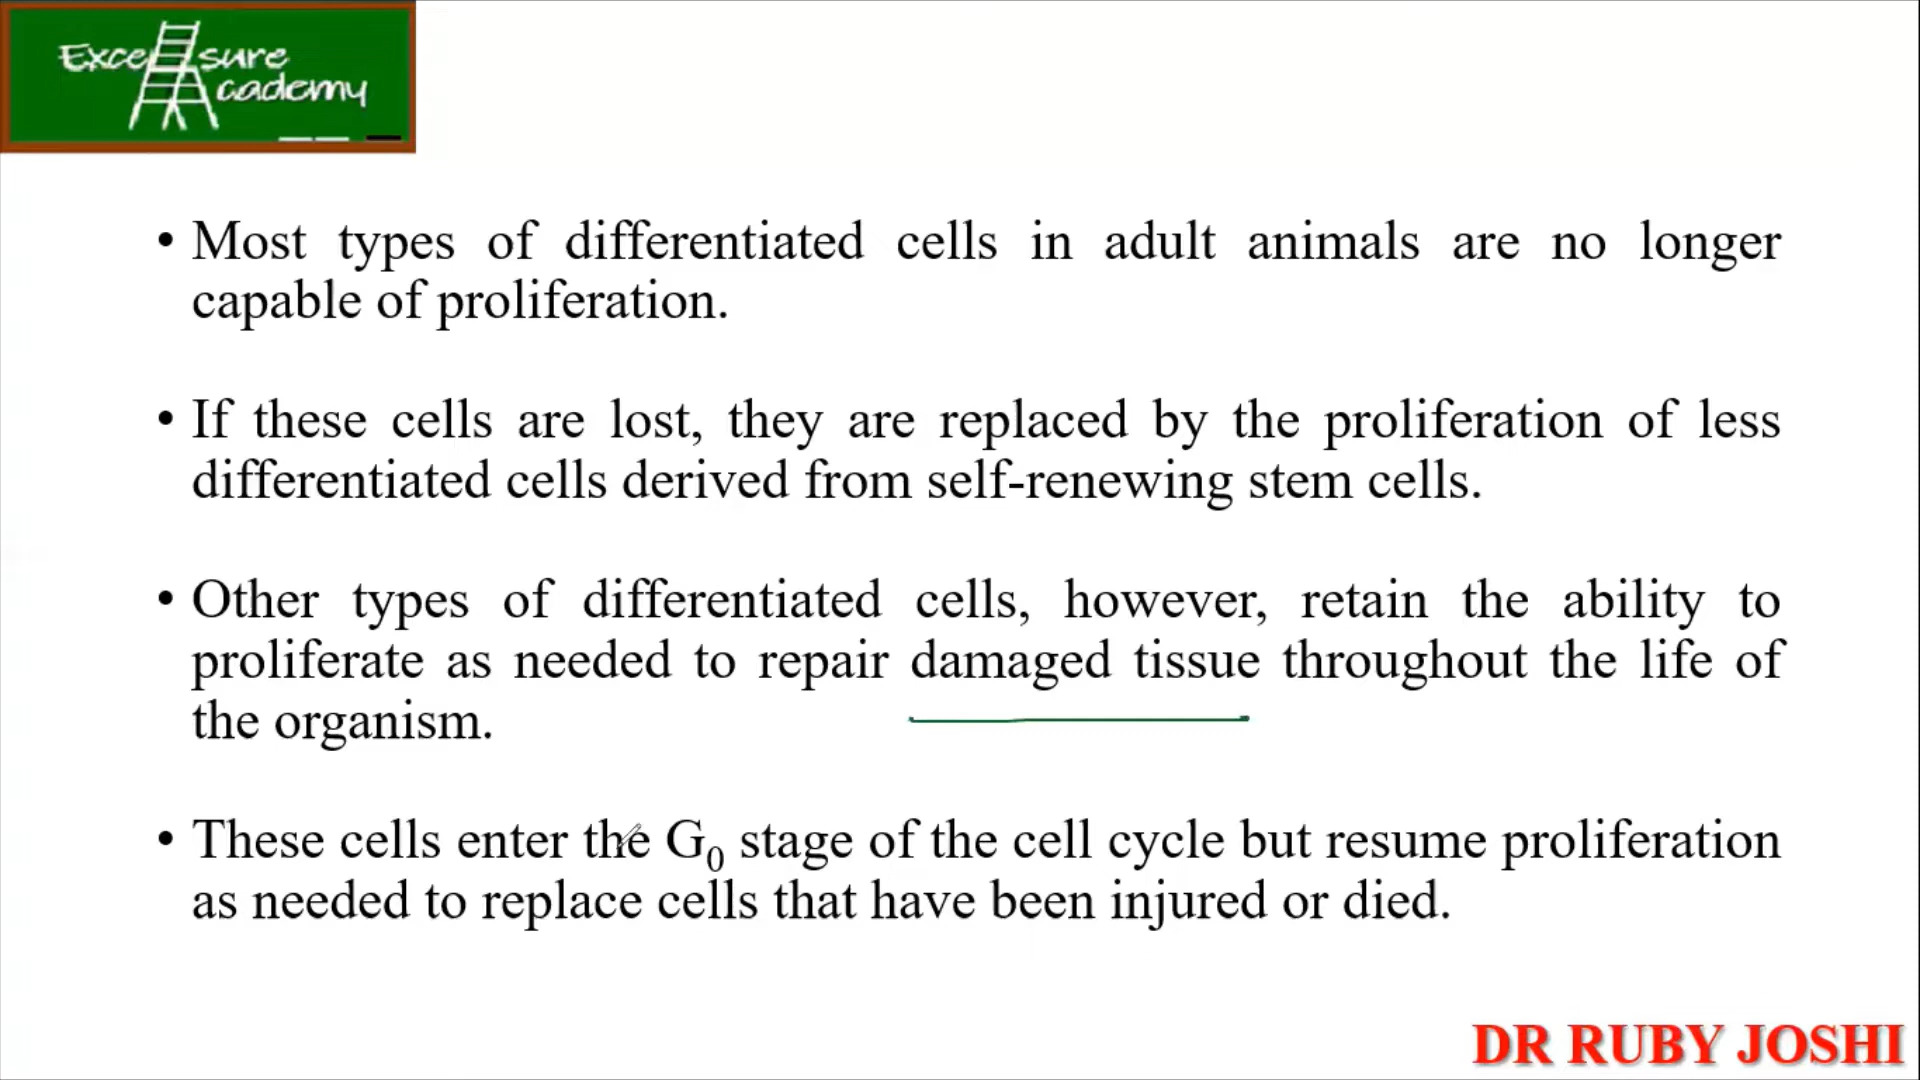 Excel sure
Academy
• Most types of differentiated cells in adult animals are no longer
capable of proliferation.
• If these cells are lost, they are replaced by the proliferation of less
differentiated cells derived from self-renewing stem cells.
• Other types of differentiated cells, however, retain the ability to
proliferate as needed to repair damaged tissue throughout the life of
the organism.
• These cells enter the G₀ stage of the cell cycle but resume proliferation
as needed to replace cells that have been injured or died.
DR RUBY JOSHI